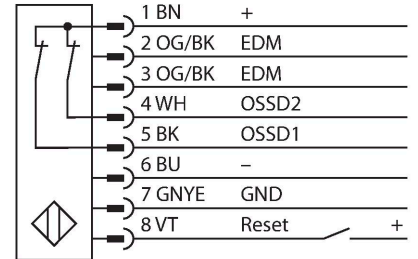 1 BN +
2 OG/BK EDM
3 OG/BK EDM
4 WH OSSD2
5 BK OSSD1
6 BU –
7 GNYE GND
8 VT Reset +